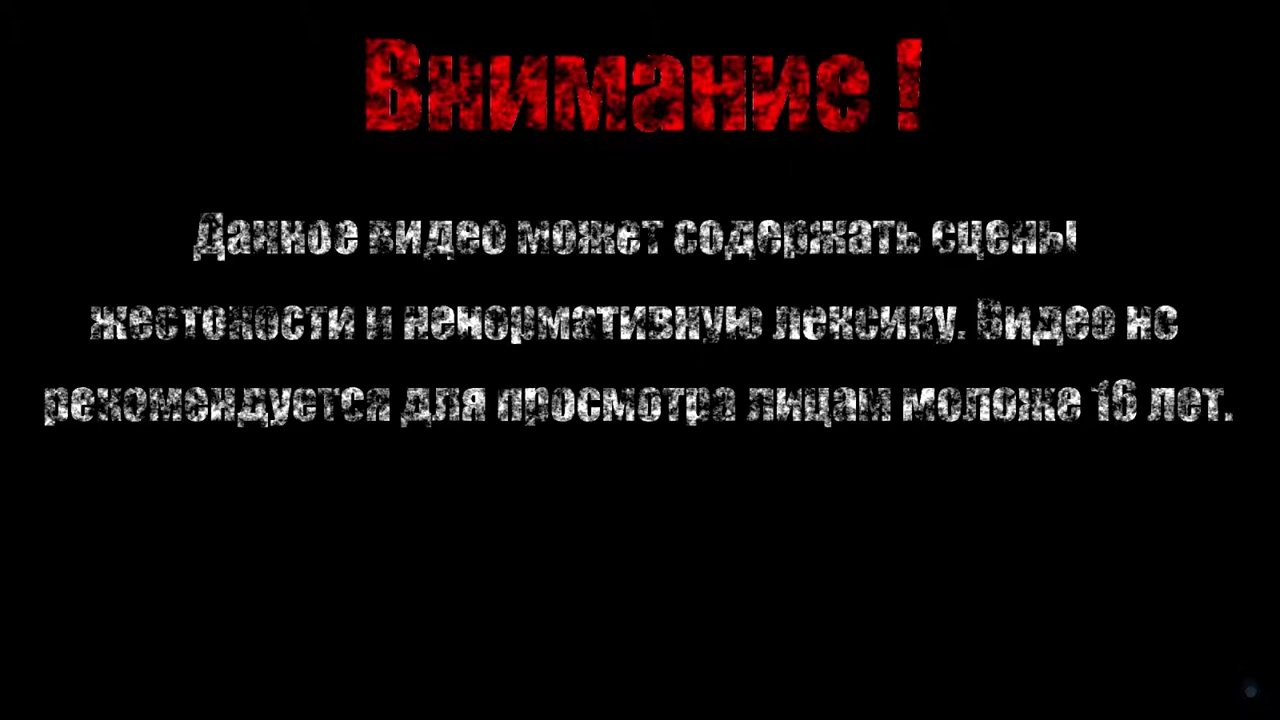 Внимание !
Данное видео может содержать сцены
жестокости и ненормативную лексику. Видео не
рекомендуется для просмотра лицам моложе 16 лет.